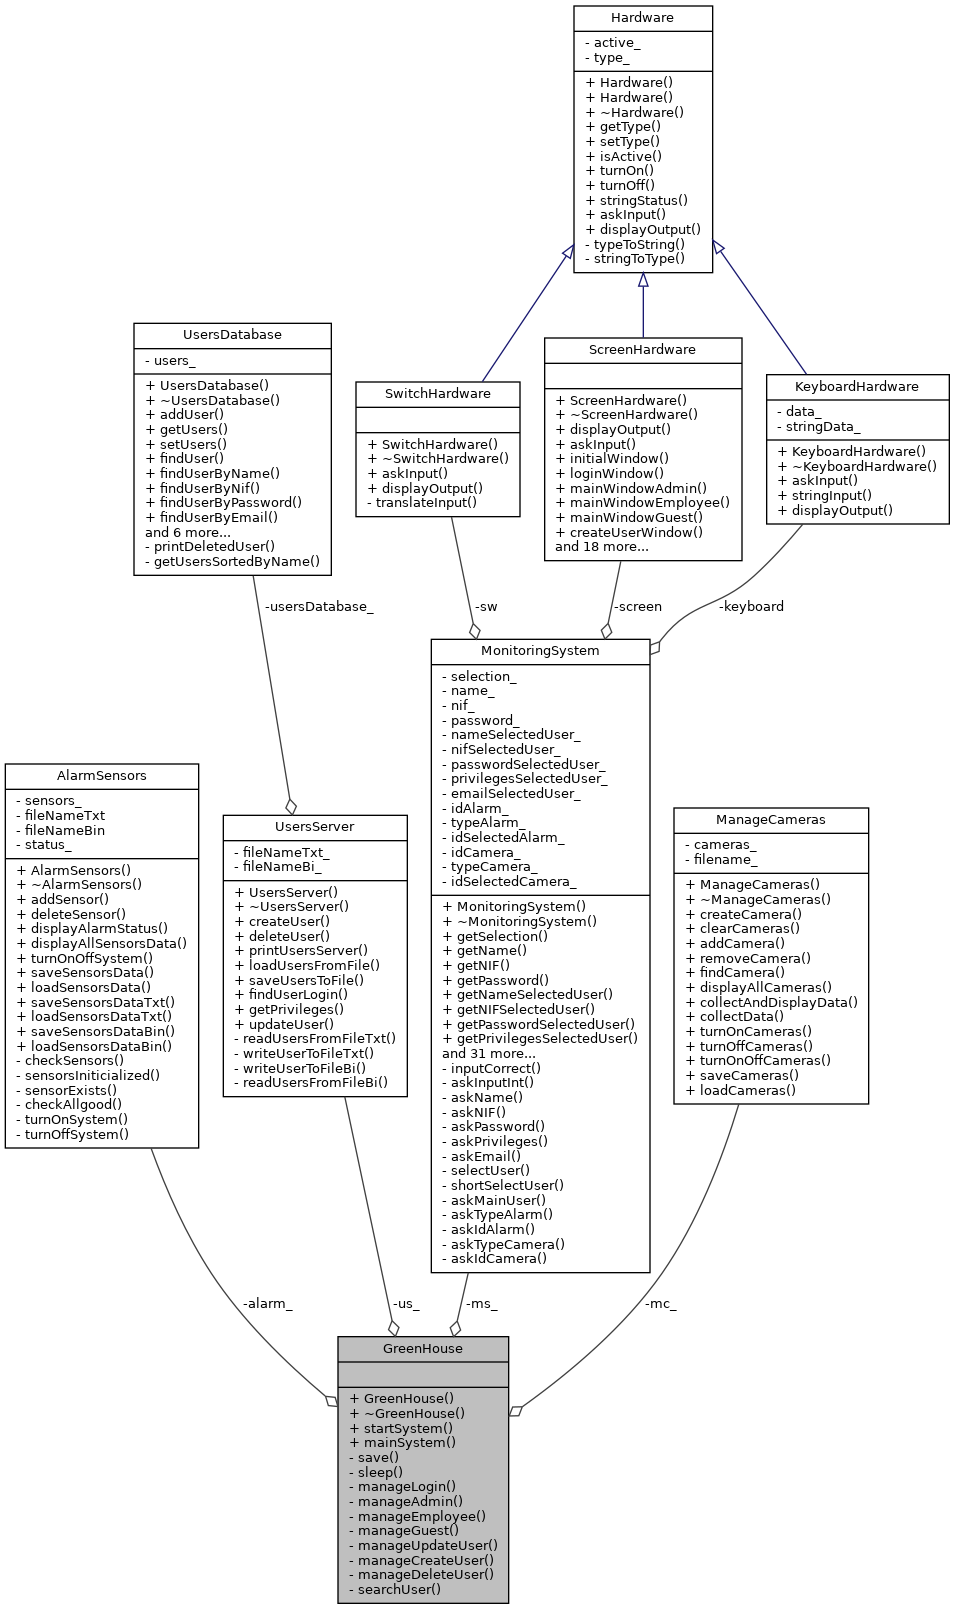 Hardware
- active_
- type_
+ Hardware()
+ Hardware()
+ ~Hardware()
+ getType()
+ setType()
+ isActive()
+ turnOn()
+ turnOff()
+ stringStatus()
+ askInput()
+ displayOutput()
- typeToString()
- stringToType()
UsersDatabase
- users_
+ UsersDatabase()
+ ~UsersDatabase()
+ addUser()
+ getUsers()
+ setUsers()
+ findUser()
+ findUserByName()
+ findUserByNif()
+ findUserByPassword()
+ findUserByEmail()
and 6 more...
- printDeletedUser()
- getUsersSortedByName()
SwitchHardware
+ SwitchHardware()
+ ~SwitchHardware()
+ askInput()
+ displayOutput()
- translateInput()
ScreenHardware
+ ScreenHardware()
+ ~ScreenHardware()
+ displayOutput()
+ askInput()
+ initialWindow()
+ loginWindow()
+ mainWindowAdmin()
+ mainWindowEmployee()
+ mainWindowGuest()
+ createUserWindow()
and 18 more...
KeyboardHardware
- data_
- stringData_
+ KeyboardHardware()
+ ~KeyboardHardware()
+ askInput()
+ stringInput()
+ displayOutput()
-usersDatabase_
-sw
-screen
-keyboard
AlarmSensors
- sensors_
- fileNameTxt
- fileNameBin
- status_
+ AlarmSensors()
+ ~AlarmSensors()
+ addSensor()
+ deleteSensor()
+ displayAlarmStatus()
+ displayAllSensorsData()
+ turnOnOffSystem()
+ saveSensorsData()
+ loadSensorsData()
+ saveSensorsDataTxt()
+ loadSensorsDataTxt()
+ saveSensorsDataBin()
+ loadSensorsDataBin()
- checkSensors()
- sensorsIniticialized()
- sensorExists()
- checkAllgood()
- turnOnSystem()
- turnOffSystem()
UsersServer
- fileNameTxt_
- fileNameBi_
+ UsersServer()
+ ~UsersServer()
+ createUser()
+ deleteUser()
+ printUsersServer()
+ loadUsersFromFile()
+ saveUsersToFile()
+ findUserLogin()
+ getPrivileges()
+ updateUser()
- readUsersFromFileTxt()
- writeUserToFileTxt()
- writeUserToFileBi()
- readUsersFromFileBi()
MonitoringSystem
- selection_
- name_
- nif_
- password_
- nameSelectedUser_
- nifSelectedUser_
- passwordSelectedUser_
- privilegesSelectedUser_
- emailSelectedUser_
- idAlarm_
- typeAlarm_
- idSelectedAlarm_
- idCamera_
- typeCamera_
- idSelectedCamera_
+ MonitoringSystem()
+ ~MonitoringSystem()
+ getSelection()
+ getName()
+ getNIF()
+ getPassword()
+ getNameSelectedUser()
+ getNIFSelectedUser()
+ getPasswordSelectedUser()
+ getPrivilegesSelectedUser()
and 31 more...
- inputCorrect()
- askInputInt()
- askName()
- askNIF()
- askPassword()
- askPrivileges()
- askEmail()
- selectUser()
- shortSelectUser()
- askMainUser()
- askTypeAlarm()
- askIdAlarm()
- askTypeCamera()
- askIdCamera()
ManageCameras
- cameras_
- filename_
+ ManageCameras()
+ ~ManageCameras()
+ createCamera()
+ clearCameras()
+ addCamera()
+ removeCamera()
+ findCamera()
+ displayAllCameras()
+ collectAndDisplayData()
+ collectData()
+ turnOnCameras()
+ turnOffCameras()
+ turnOnOffCameras()
+ saveCameras()
+ loadCameras()
-alarm_
-us_
-ms_
-mc_
GreenHouse
+ GreenHouse()
+ ~GreenHouse()
+ startSystem()
+ mainSystem()
- save()
- sleep()
- manageLogin()
- manageAdmin()
- manageEmployee()
- manageGuest()
- manageUpdateUser()
- manageCreateUser()
- manageDeleteUser()
- searchUser()